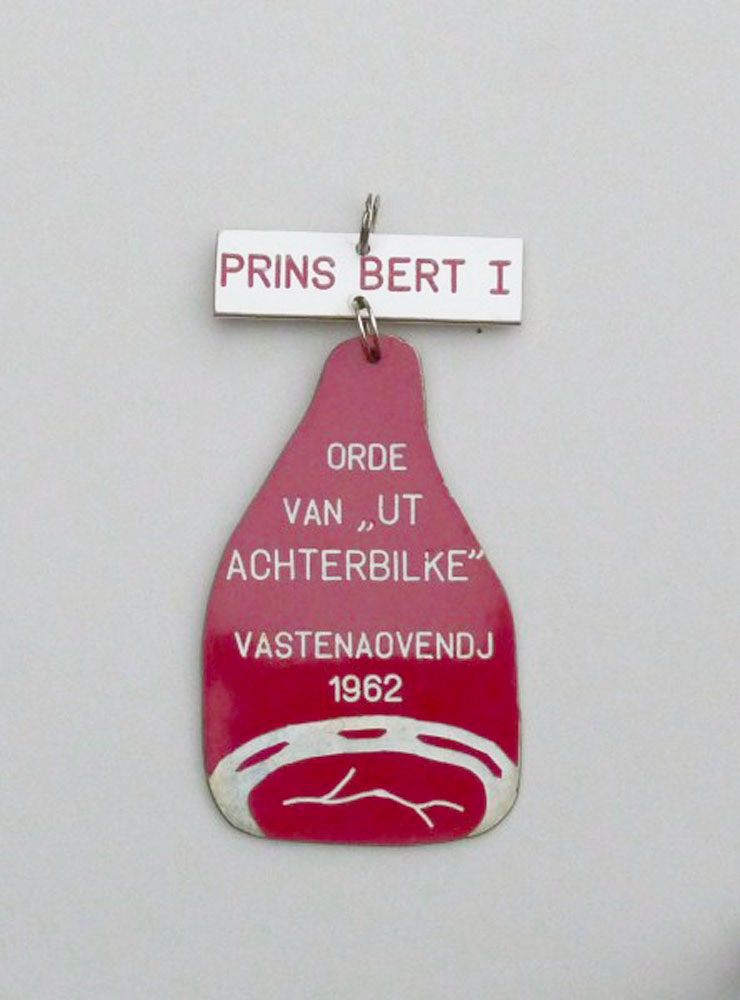 PRINS BERT I
ORDE
VAN „UT
ACHTERBILKE”
VASTENAOVENDJ
1962